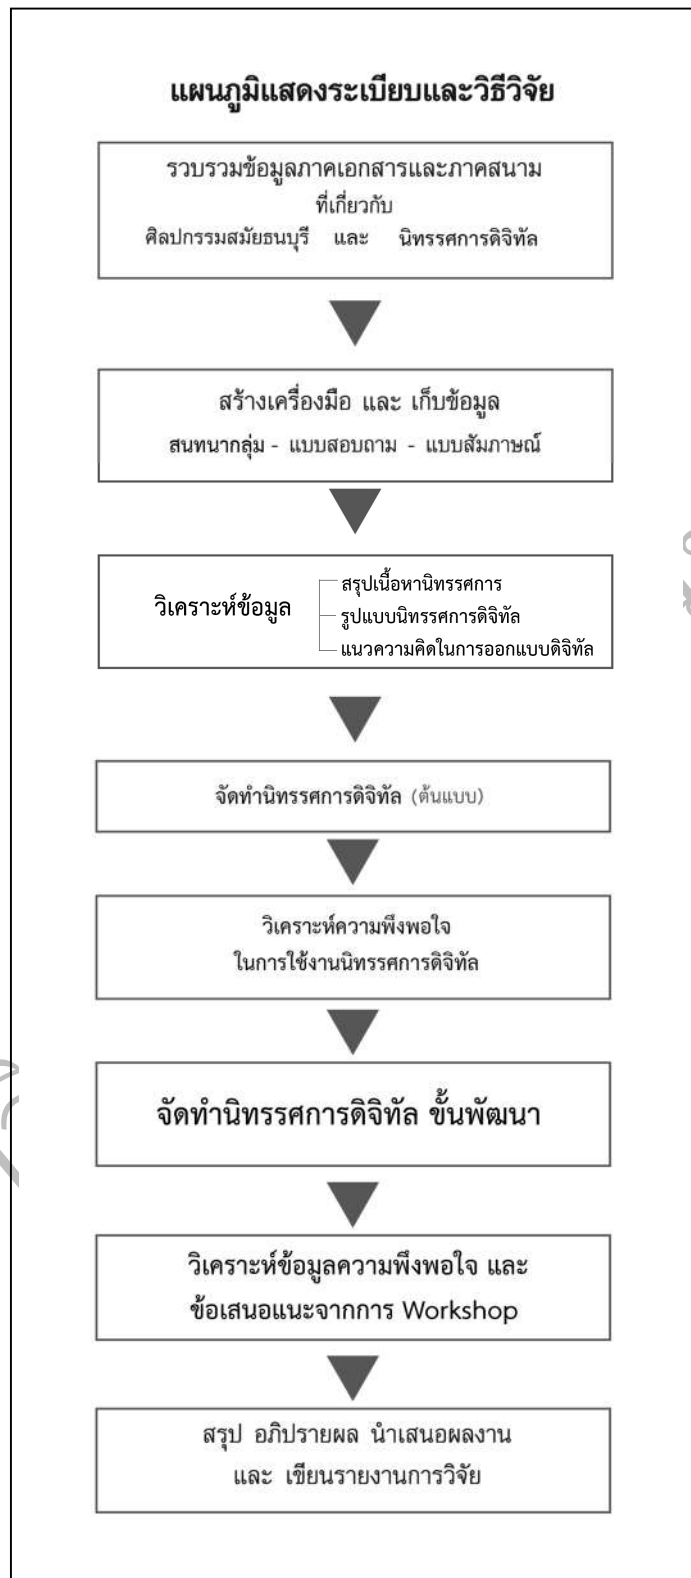 แผนภูมิแสดงระเบียบและวิธีวิจัย
รวบรวมข้อมูลภาคเอกสารและภาคสนาม
ที่เกี่ยวกับ
ศิลปกรรมสมัยธนบุรี และ นิทรรศการดิจิทัล
สร้างเครื่องมือ และ เก็บข้อมูล
สนทนากลุ่ม - แบบสอบถาม - แบบสัมภาษณ์
วิเคราะห์ข้อมูล
สรุปเนื้อหานิทรรศการ
รูปแบบนิทรรศการดิจิทัล
แนวความคิดในการออกแบบดิจิทัล
จัดทำนิทรรศการดิจิทัล (ต้นแบบ)
วิเคราะห์ความพึงพอใจ
ในการใช้งานนิทรรศการดิจิทัล
จัดทำนิทรรศการดิจิทัล ขั้นพัฒนา
วิเคราะห์ข้อมูลความพึงพอใจ และ
ข้อเสนอแนะจากการ Workshop
สรุป อภิปรายผล นำเสนอผลงาน
และ เขียนรายงานการวิจัย